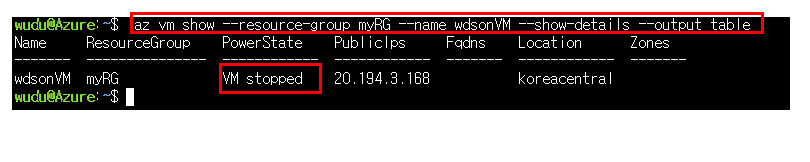 wudu@Azure:~$ az vm show --resource-group myRG --name wdsonVM --show-details --output table
Name ResourceGroup PowerState PublicIps Fqdns Location Zones
------- --------------- ------------ ------------ ------- ------------ -------
wdsonVM myRG VM stopped 20.194.3.168 koreacentral
wudu@Azure:~$